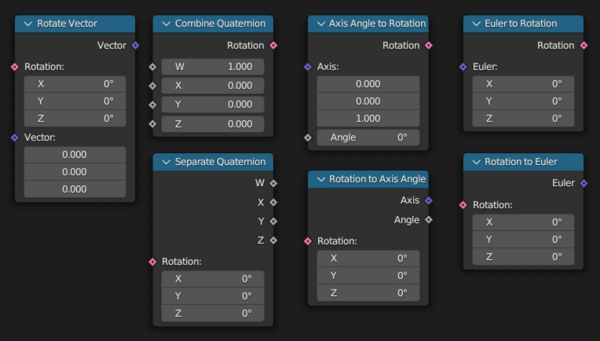 Rotate Vector
Vector
Rotation:
X 0°
Y 0°
Z 0°
Vector:
0.000
0.000
0.000
Combine Quaternion
Rotation
W 1.000
X 0.000
Y 0.000
Z 0.000
Separate Quaternion
W
X
Y
Z
Rotation:
X 0°
Y 0°
Z 0°
Axis Angle to Rotation
Rotation
Axis:
0.000
0.000
1.000
Angle 0°
Rotation to Axis Angle
Axis
Angle
Rotation:
X 0°
Y 0°
Z 0°
Euler to Rotation
Rotation
Euler:
X 0°
Y 0°
Z 0°
Rotation to Euler
Euler
Rotation:
X 0°
Y 0°
Z 0°